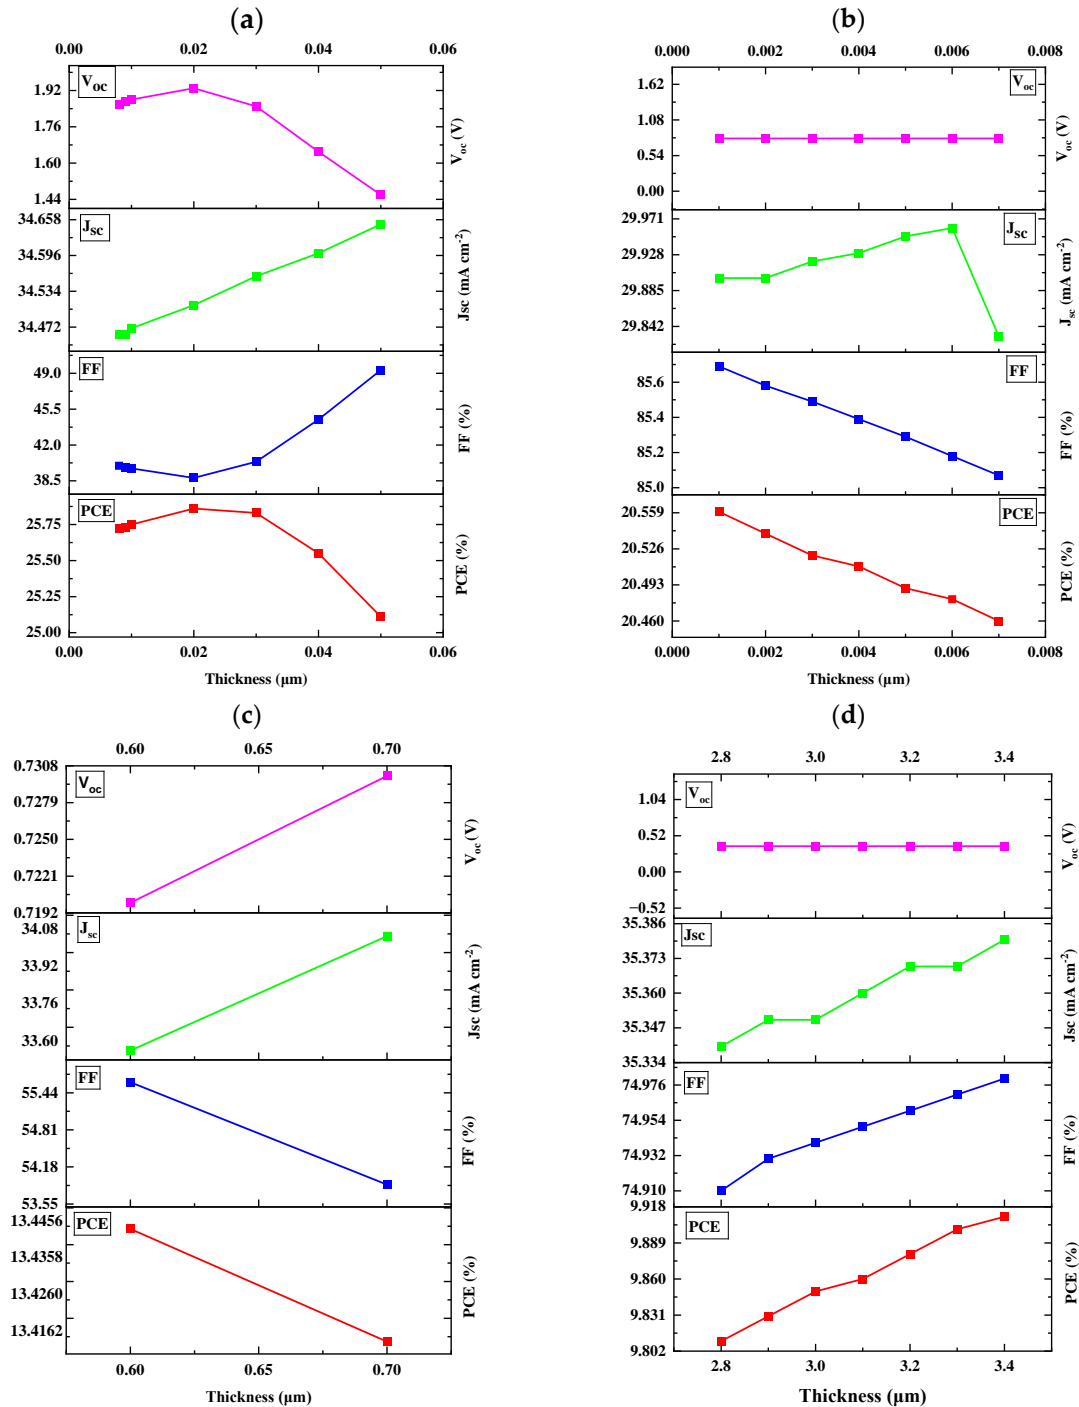 (a)
0.00 0.02 0.04 0.06
Voc
1.92
1.76
1.60
1.44
Voc (V)
Jsc
34.658
34.596
34.534
34.472
Jsc (mA cm-2)
FF
49.0
45.5
42.0
38.5
FF (%)
PCE
25.75
25.50
25.25
25.00
PCE (%)
0.00 0.02 0.04 0.06
Thickness (µm)
(b)
0.000 0.002 0.004 0.006 0.008
Voc
1.62
1.08
0.54
0.00
Voc (V)
Jsc
29.971
29.928
29.885
29.842
Jsc (mA cm-2)
FF
85.6
85.4
85.2
85.0
FF (%)
PCE
20.559
20.526
20.493
20.460
PCE (%)
0.000 0.002 0.004 0.006 0.008
Thickness (µm)
(c)
0.60 0.65 0.70
Voc
0.7308
0.7279
0.7250
0.7221
0.7192
Voc (V)
Jsc
34.08
33.92
33.76
33.60
Jsc (mA cm-2)
FF
55.44
54.81
54.18
53.55
FF (%)
PCE
13.4456
13.4358
13.4260
13.4162
PCE (%)
0.60 0.65 0.70
Thickness (µm)
(d)
2.8 3.0 3.2 3.4
Voc
1.04
0.52
0.00
−0.52
Voc (V)
Jsc
35.386
35.373
35.360
35.347
35.334
Jsc (mA cm-2)
FF
74.976
74.954
74.932
74.910
FF (%)
PCE
9.918
9.889
9.860
9.831
9.802
PCE (%)
2.8 3.0 3.2 3.4
Thickness (µm)